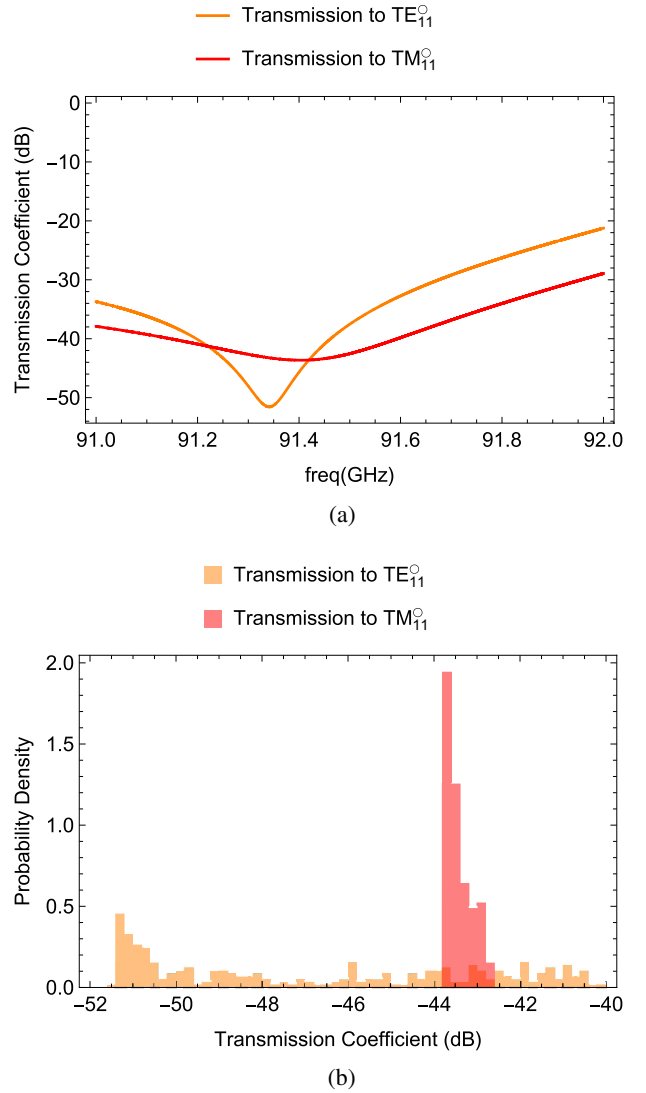 Transmission to TE○11
Transmission to TM○11
Transmission Coefficient (dB)
0
−10
−20
−30
−40
−50
91.0 91.2 91.4 91.6 91.8 92.0
freq(GHz)
(a)
Transmission to TE○11
Transmission to TM○11
Probability Density
2.0
1.5
1.0
0.5
0.0
−52 −50 −48 −46 −44 −42 −40
Transmission Coefficient (dB)
(b)